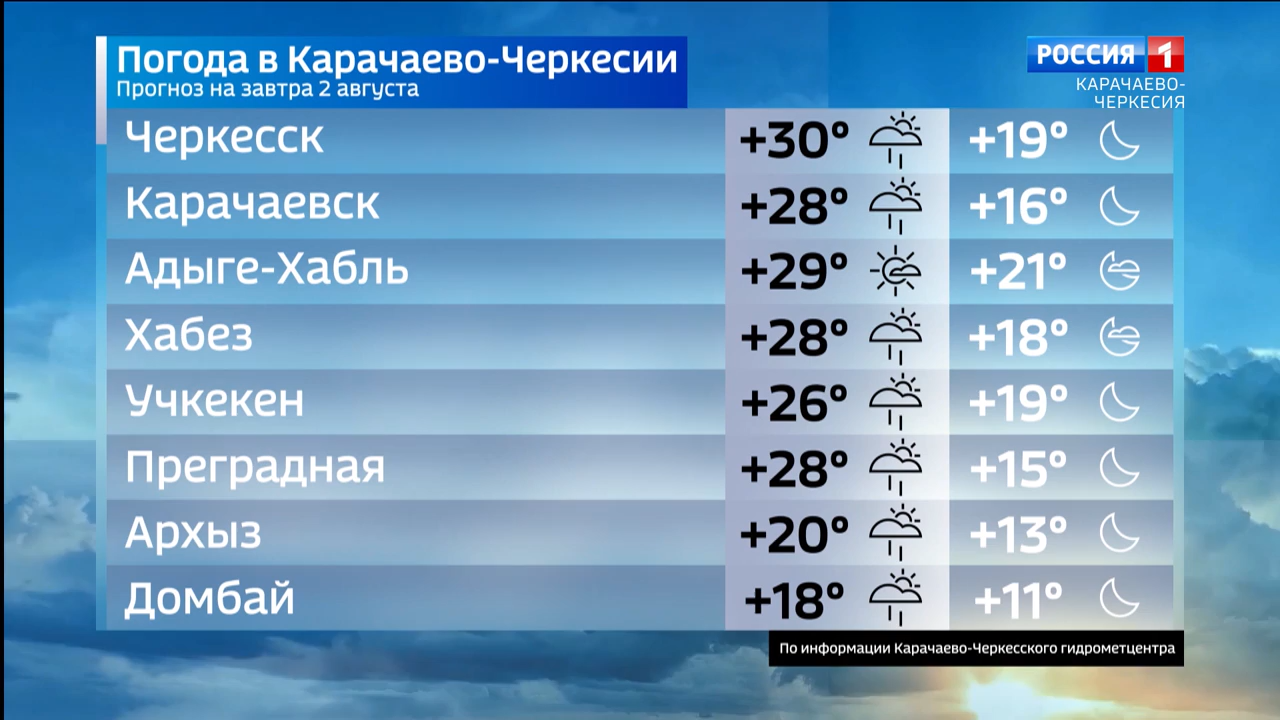 Погода в Карачаево-Черкесии
Прогноз на завтра 2 августа
РОССИЯ 1
КАРАЧАЕВО-
ЧЕРКЕСИЯ
Черкесск +30° +19°
Карачаевск +28° +16°
Адыге-Хабль +29° +21°
Хабез +28° +18°
Учкекен +26° +19°
Преградная +28° +15°
Архыз +20° +13°
Домбай +18° +11°
По информации Карачаево-Черкесского гидрометцентра